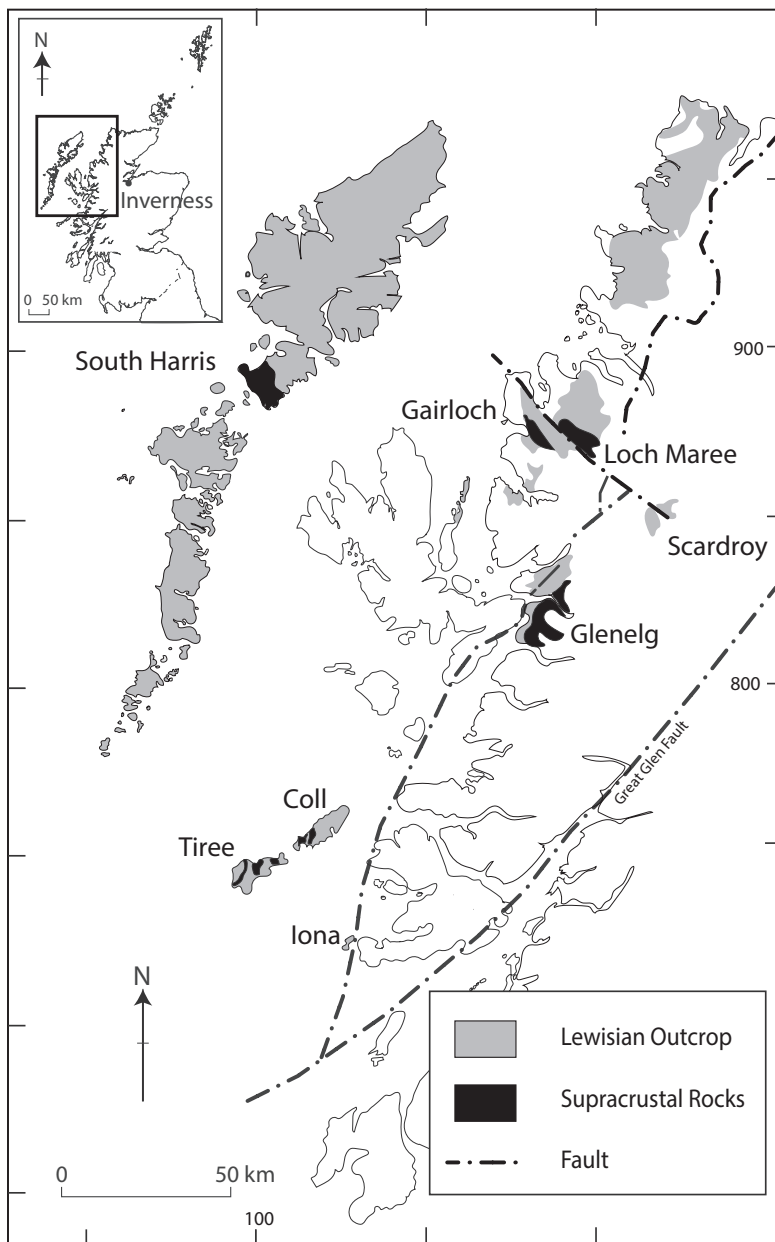 N
Inverness
0 50 km
South Harris
900
Gairloch
Loch Maree
Scardroy
Glenelg
800
Great Glen Fault
Coll
Tiree
Iona
N
Lewisian Outcrop
Supracrustal Rocks
Fault
0 50 km
100